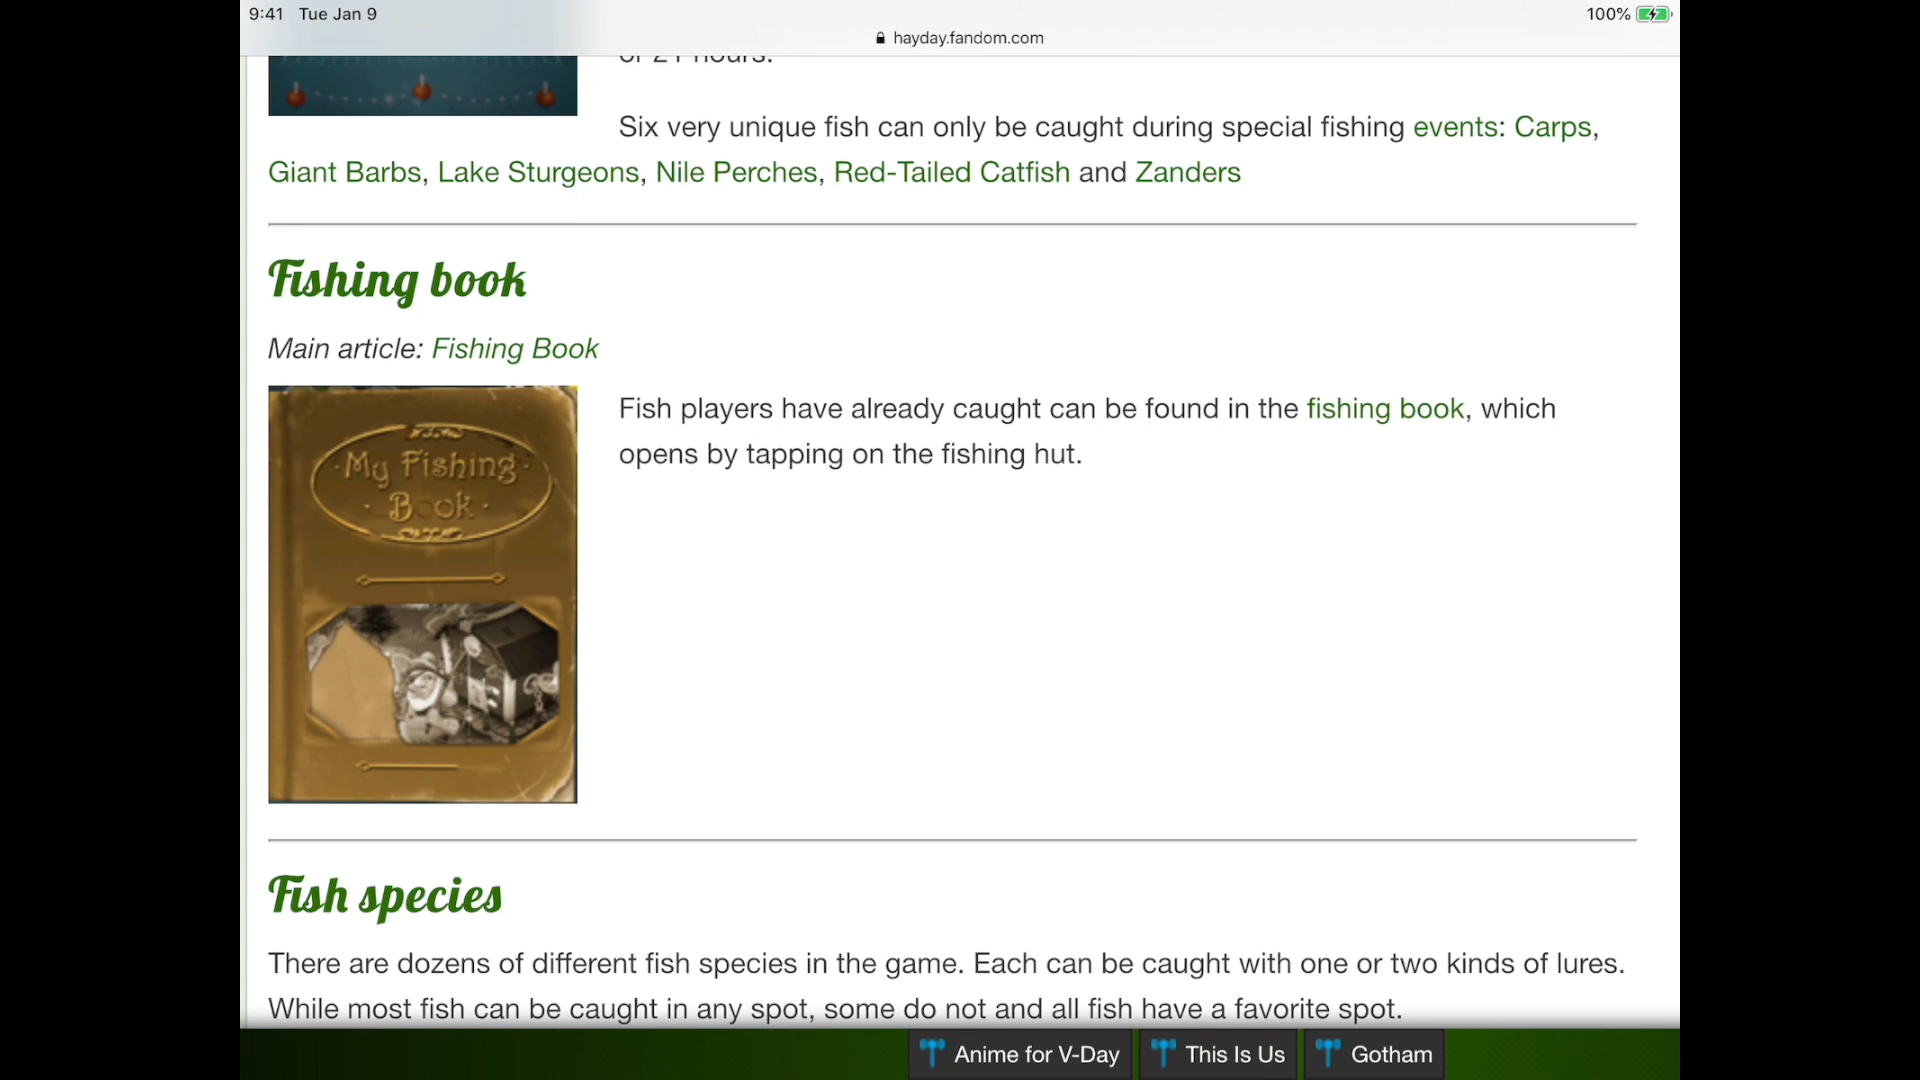 9:41 Tue Jan 9
100%
hayday.fandom.com
or 24 hours.
Six very unique fish can only be caught during special fishing events: Carps,
Giant Barbs, Lake Sturgeons, Nile Perches, Red-Tailed Catfish and Zanders
Fishing book
Main article: Fishing Book
Fish players have already caught can be found in the fishing book, which
opens by tapping on the fishing hut.
My Fishing
Book
Fish species
There are dozens of different fish species in the game. Each can be caught with one or two kinds of lures.
While most fish can be caught in any spot, some do not and all fish have a favorite spot.
Anime for V-Day This Is Us Gotham